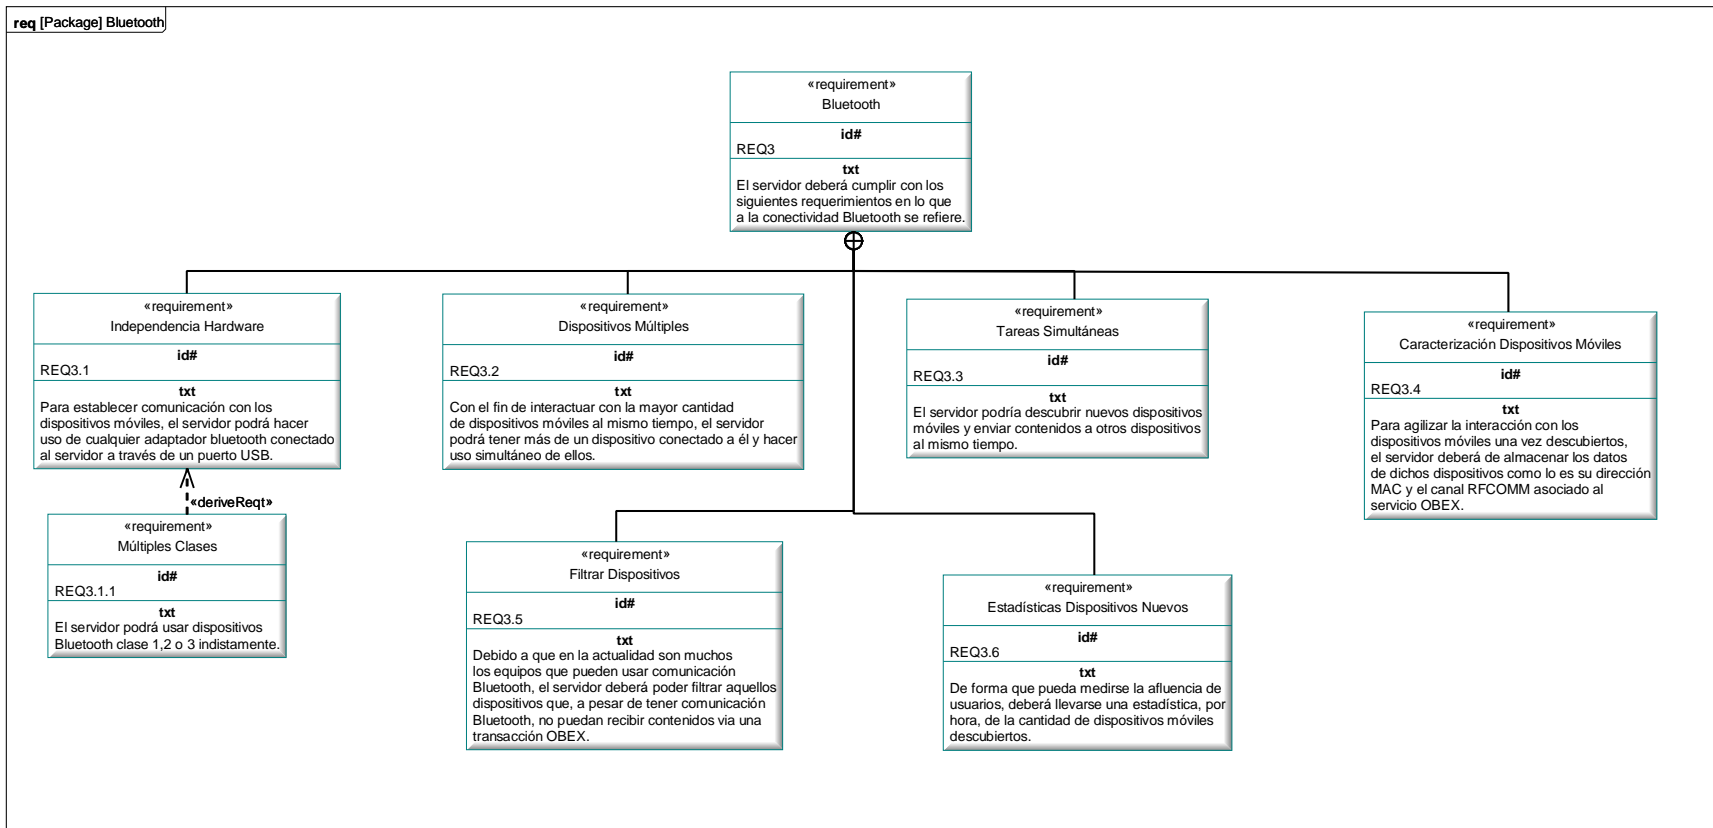 req [Package] Bluetooth
«requirement»
Bluetooth
id#
REQ3
txt
El servidor deberá cumplir con los
siguientes requerimientos en lo que
a la conectividad Bluetooth se refiere.
«requirement»
Independencia Hardware
id#
REQ3.1
txt
Para establecer comunicación con los
dispositivos móviles, el servidor podrá hacer
uso de cualquier adaptador bluetooth conectado
al servidor a través de un puerto USB.
«requirement»
Dispositivos Múltiples
id#
REQ3.2
txt
Con el fin de interactuar con la mayor cantidad
de dispositivos móviles al mismo tiempo, el servidor
podrá tener más de un dispositivo conectado a él y hacer
uso simultáneo de ellos.
«requirement»
Tareas Simultáneas
id#
REQ3.3
txt
El servidor podría descubrir nuevos dispositivos
móviles y enviar contenidos a otros dispositivos
al mismo tiempo.
«requirement»
Caracterización Dispositivos Móviles
id#
REQ3.4
txt
Para agilizar la interacción con los
dispositivos móviles una vez descubiertos,
el servidor deberá de almacenar los datos
de dichos dispositivos como lo es su dirección
MAC y el canal RFCOMM asociado al
servicio OBEX.
«deriveReqt»
«requirement»
Múltiples Clases
id#
REQ3.1.1
txt
El servidor podrá usar dispositivos
Bluetooth clase 1,2 o 3 indistamente.
«requirement»
Filtrar Dispositivos
id#
REQ3.5
txt
Debido a que en la actualidad son muchos
los equipos que pueden usar comunicación
Bluetooth, el servidor deberá poder filtrar aquellos
dispositivos que, a pesar de tener comunicación
Bluetooth, no puedan recibir contenidos via una
transacción OBEX.
«requirement»
Estadísticas Dispositivos Nuevos
id#
REQ3.6
txt
De forma que pueda medirse la afluencia de
usuarios, deberá llevarse una estadística, por
hora, de la cantidad de dispositivos móviles
descubiertos.